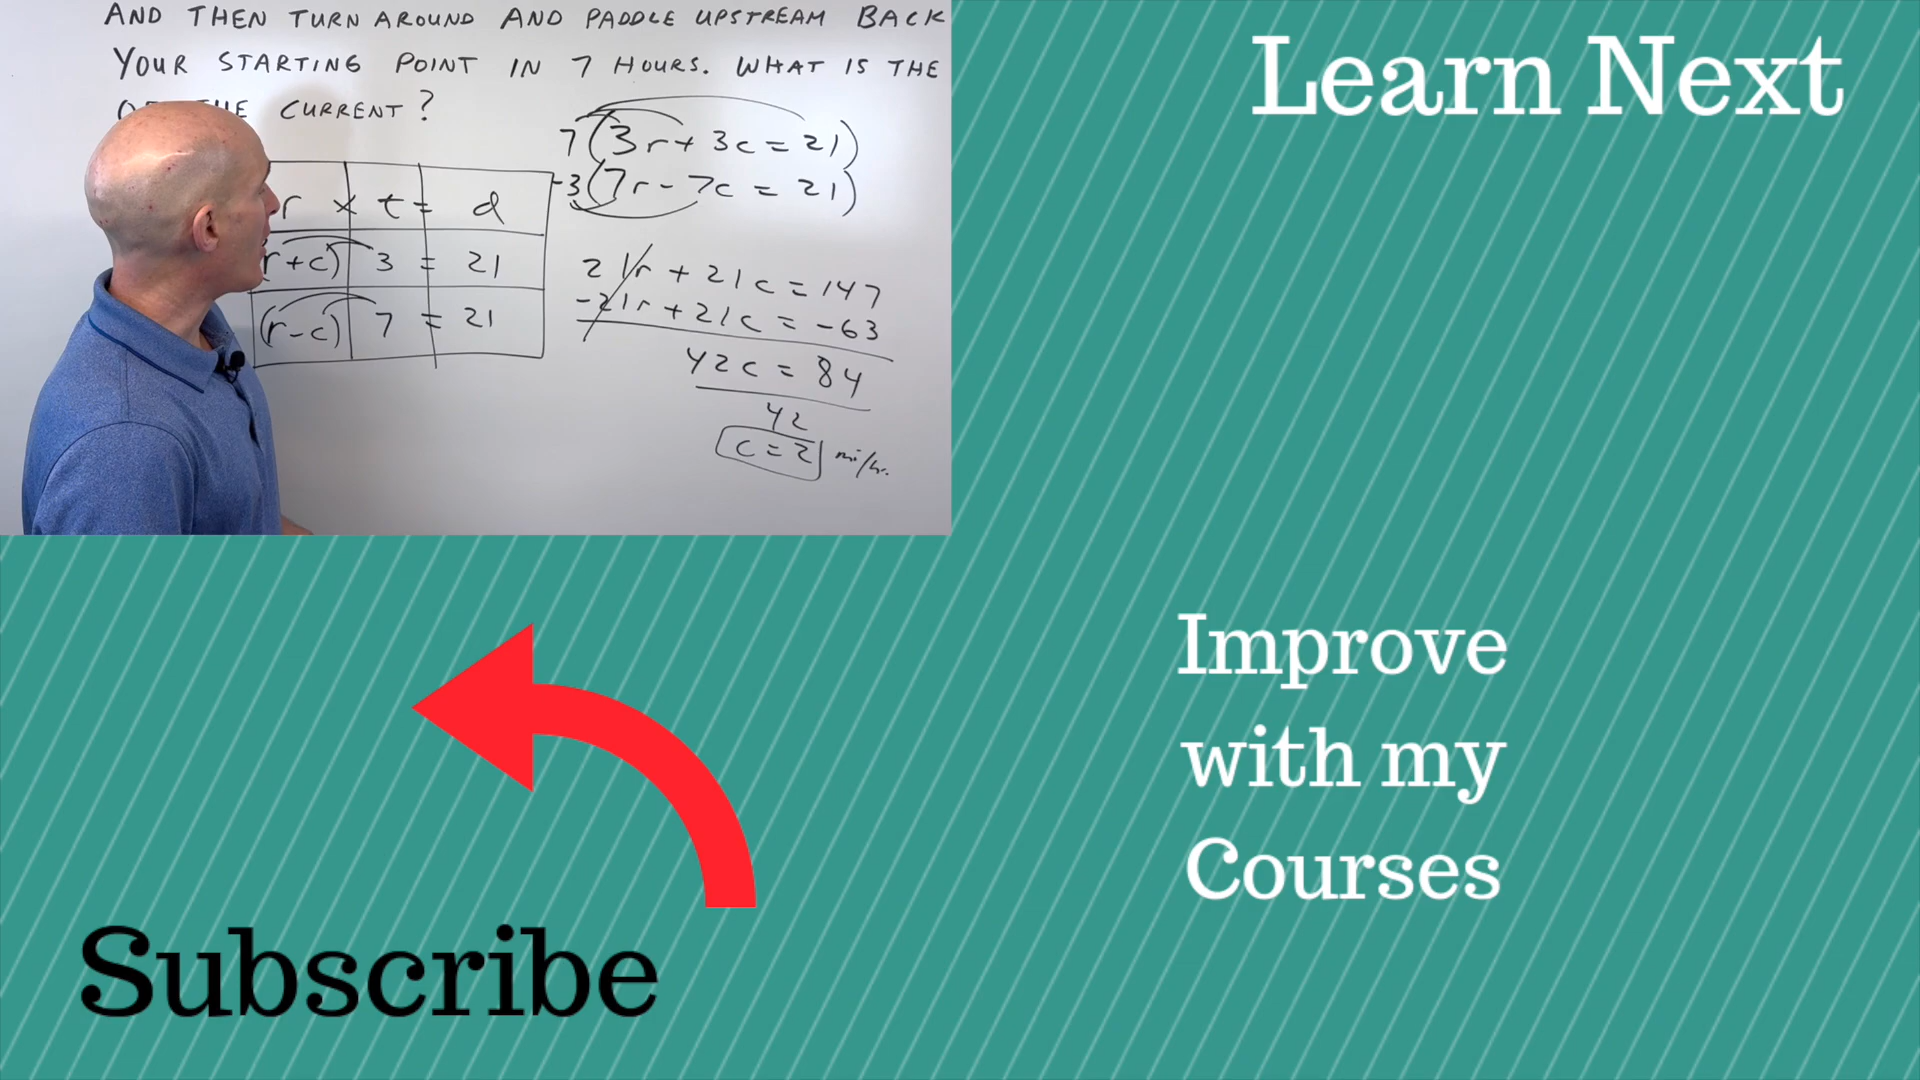 AND THEN TURN AROUND AND PADDLE UPSTREAM BACK
YOUR STARTING POINT IN 7 HOURS. WHAT IS THE
CURRENT?
r × t = d
(r+c) 3 = 21
(r-c) 7 = 21
7(3r + 3c = 21)
-3(7r - 7c = 21)
21r + 21c = 147
-21r + 21c = -63
42c = 84
42
c = 2 mi/hr.
Learn Next
Improve
with my
Courses
Subscribe